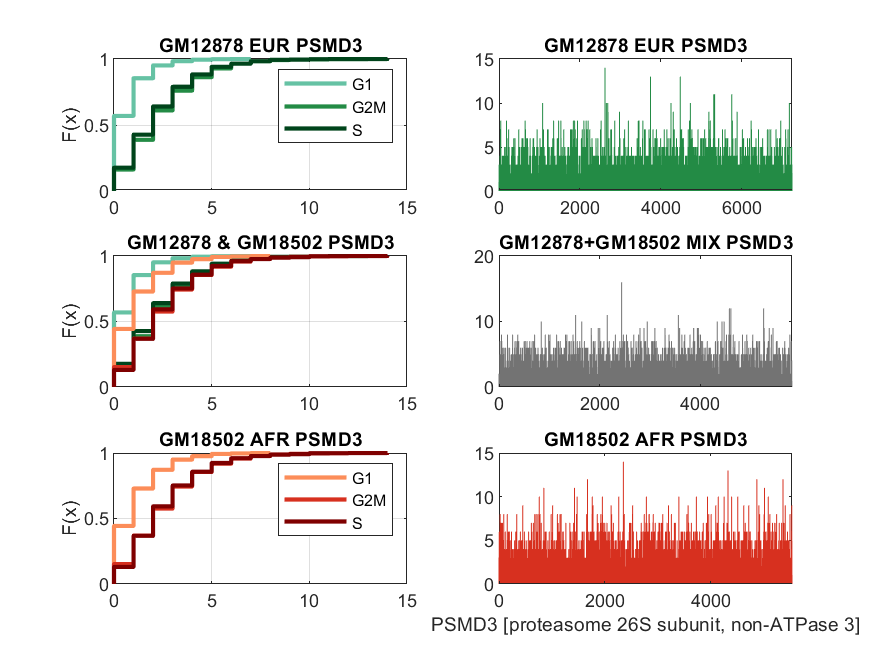 GM12878 EUR PSMD3
F(x)
1
0.5
0
0
5
10
15
G1
G2M
S
GM12878 EUR PSMD3
15
10
5
0
0
2000
4000
6000
GM12878 & GM18502 PSMD3
F(x)
1
0.5
0
0
5
10
15
GM12878+GM18502 MIX PSMD3
20
10
0
0
2000
4000
GM18502 AFR PSMD3
F(x)
1
0.5
0
0
5
10
15
G1
G2M
S
GM18502 AFR PSMD3
15
10
5
0
0
2000
4000
PSMD3 [proteasome 26S subunit, non-ATPase 3]